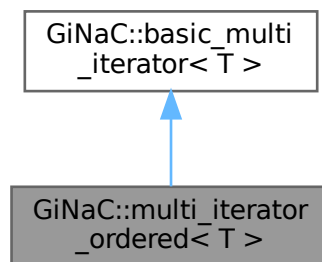 GiNaC::basic_multi
_iterator< T >
GiNaC::multi_iterator
_ordered< T >